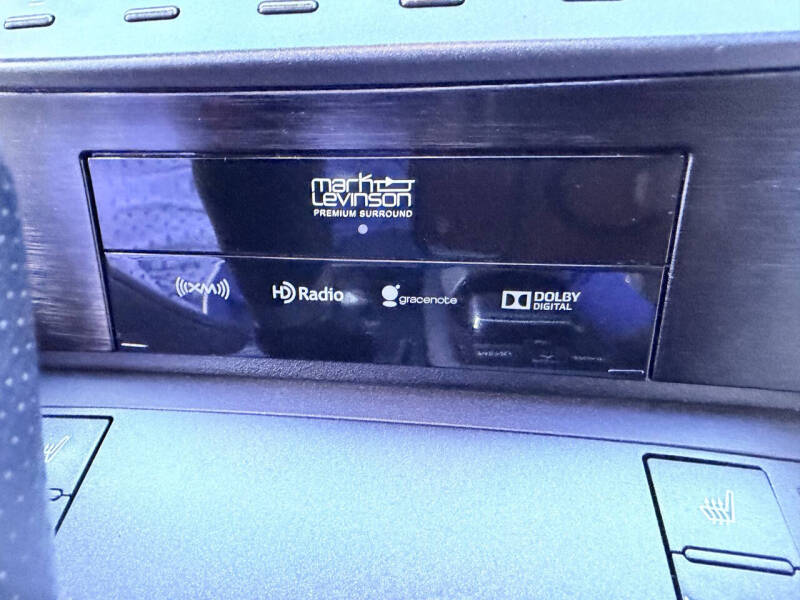 mark
Levinson
PREMIUM SURROUND
((XM)) HD Radio gracenote DOLBY
DIGITAL